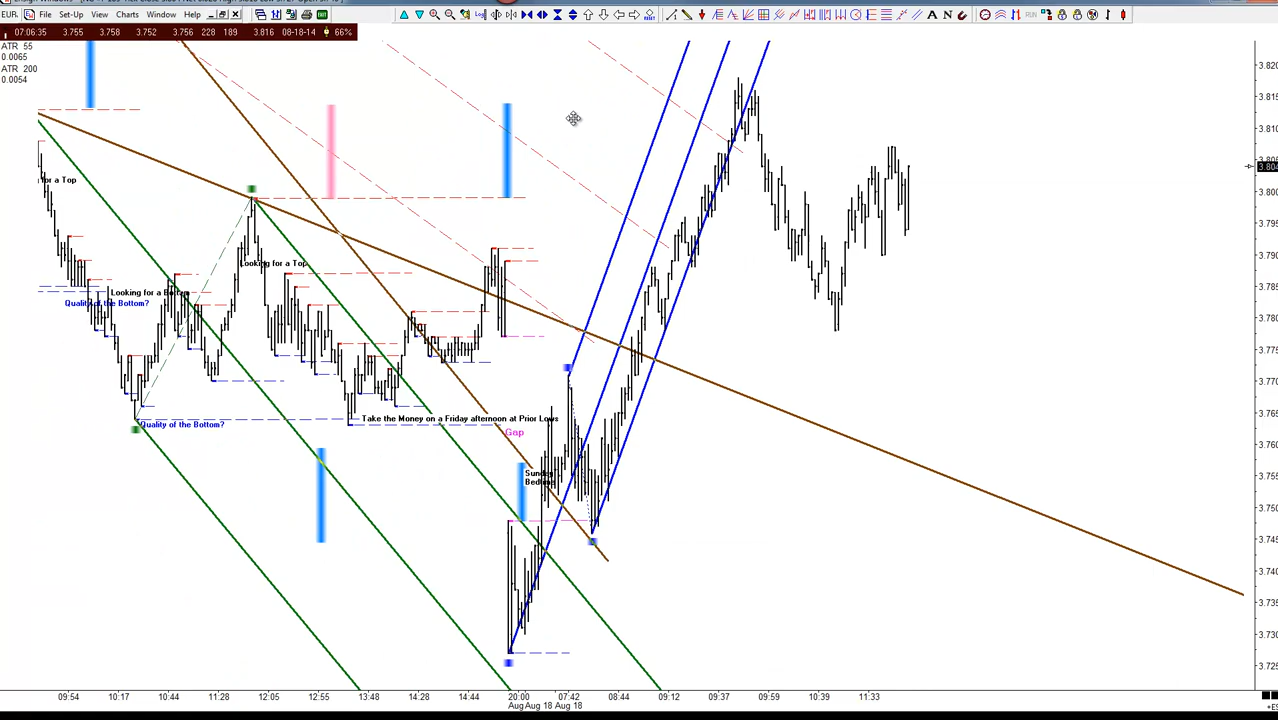 EUR. File Set-Up View Charts Window Help
07:06:35 3.755 3.758 3.752 3.756 228 189 3.816 08-18-14 66%
ATR 55
0.0065
ATR 200
0.0054
for a Top
Looking for a Top
Looking for a Bottom
Quality of the Bottom?
Take the Money on a Friday afternoon at Prior Lows
Quality of the Bottom?
Gap
Sunday
Bedtime
3.820
3.815
3.810
3.805
3.80
3.800
3.795
3.790
3.785
3.780
3.775
3.770
3.765
3.760
3.755
3.750
3.745
3.740
3.735
3.730
3.725
09:54 10:17 10:44 11:28 12:05 12:55 13:48 14:28 14:44 20:00 07:42 08:44 09:12 09:37 09:59 10:39 11:33
Aug Aug 18 Aug 18